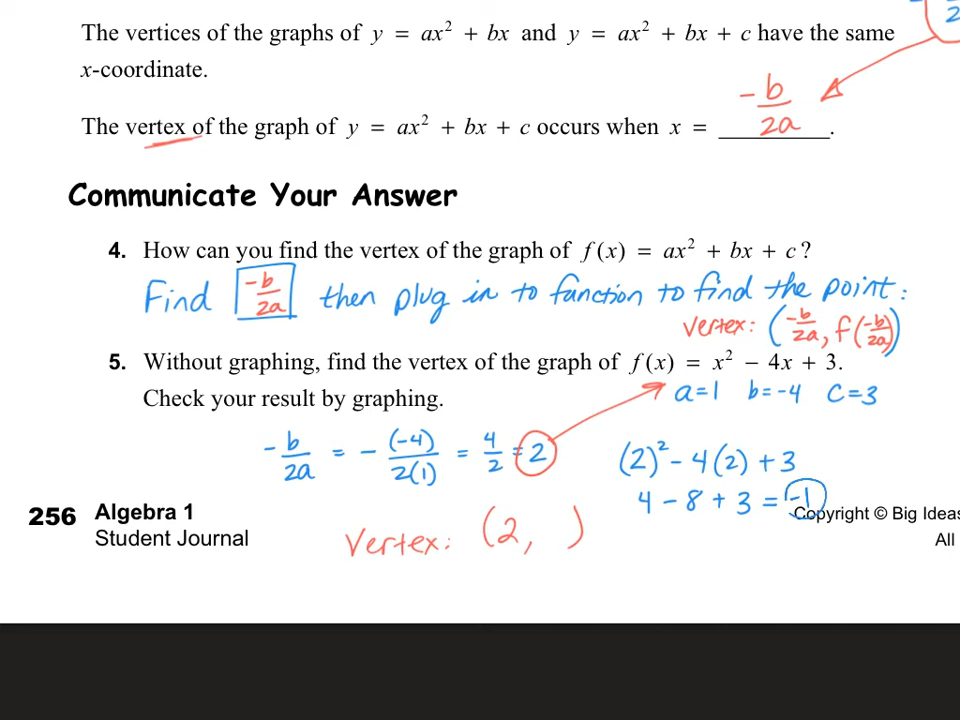 The vertices of the graphs of y = ax² + bx and y = ax² + bx + c have the same
x-coordinate.
The vertex of the graph of y = ax² + bx + c occurs when x = -b/2a.
Communicate Your Answer
4. How can you find the vertex of the graph of f(x) = ax² + bx + c?
Find -b/2a then plug in to function to find the point:
Vertex: (-b/2a, f(-b/2a))
5. Without graphing, find the vertex of the graph of f(x) = x² − 4x + 3.
Check your result by graphing.
a=1 b=-4 c=3
-b/2a = -(-4)/2(1) = 4/2 = 2
(2)² - 4(2) + 3
4 - 8 + 3 = -1
256 Algebra 1
Student Journal
Copyright © Big Ideas
All
Vertex: (2, )